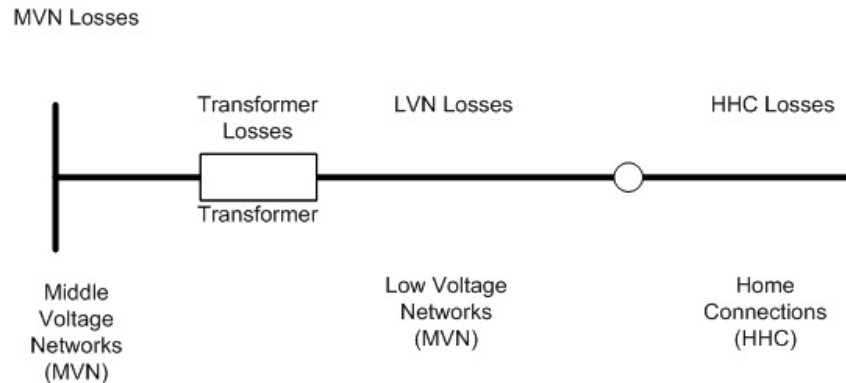 MVN Losses
Transformer
Losses
LVN Losses
HHC Losses
Transformer
Middle
Voltage
Networks
(MVN)
Low Voltage
Networks
(MVN)
Home
Connections
(HHC)